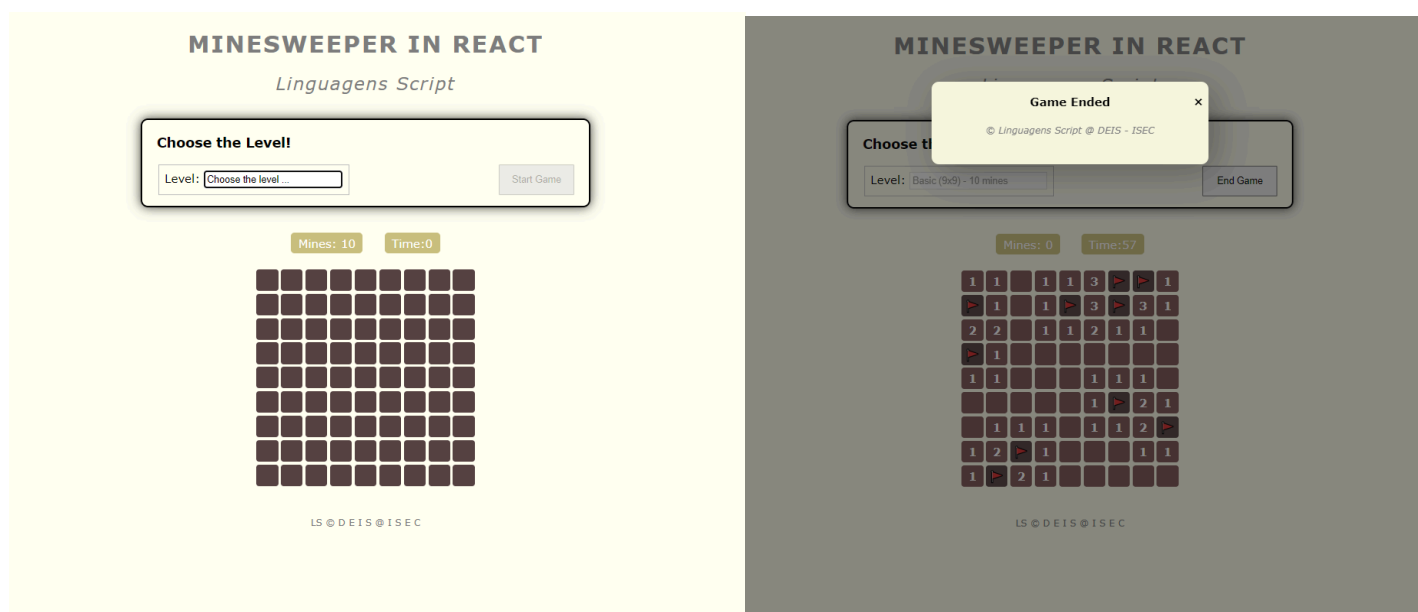 MINESWEEPER IN REACT
Linguagens Script
Choose the Level!
Level: Choose the level ...
Start Game
Mines: 10 Time:0
LS © D E I S @ I S E C
MINESWEEPER IN REACT
Game Ended ×
© Linguagens Script @ DEIS - ISEC
Choose th
Level: Basic (9x9) - 10 mines
End Game
Mines: 0 Time:57
1 1 1 1 3 1
1 1 3 3 1
2 2 1 1 2 1 1
1
1 1 1 1 1
1 2 1
1 1 1 1 1 2
1 2 1 1 1
1 2 1
LS © D E I S @ I S E C